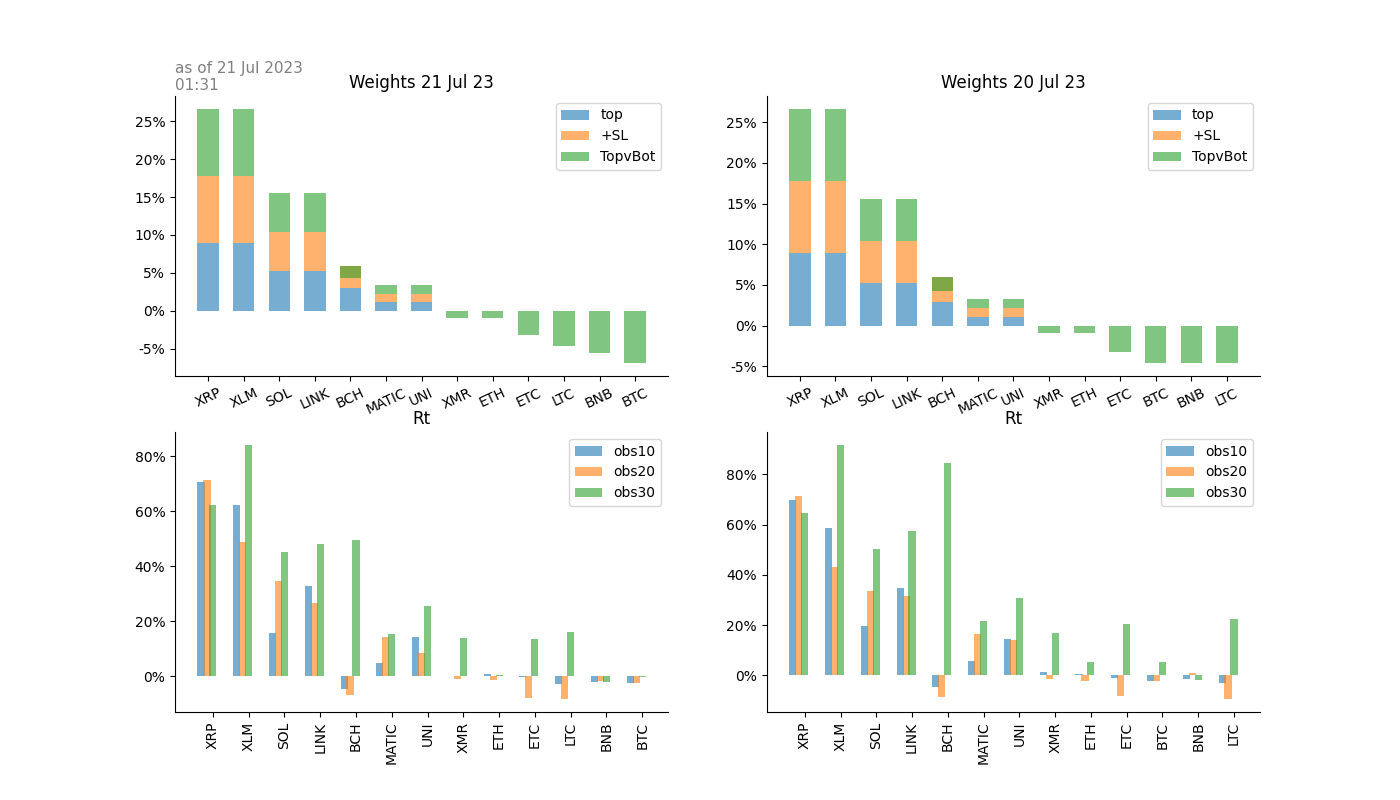 as of 21 Jul 2023
01:31
Weights 21 Jul 23
25%
20%
15%
10%
5%
0%
-5%
top
+SL
TopvBot
XRP XLM SOL LINK BCH MATIC UNI XMR ETH ETC LTC BNB BTC
Weights 20 Jul 23
25%
20%
15%
10%
5%
0%
-5%
top
+SL
TopvBot
XRP XLM SOL LINK BCH MATIC UNI XMR ETH ETC BTC BNB LTC
Rt
80%
60%
40%
20%
0%
obs10
obs20
obs30
XRP XLM SOL LINK BCH MATIC UNI XMR ETH ETC LTC BNB BTC
Rt
80%
60%
40%
20%
0%
obs10
obs20
obs30
XRP XLM SOL LINK BCH MATIC UNI XMR ETH ETC BTC BNB LTC